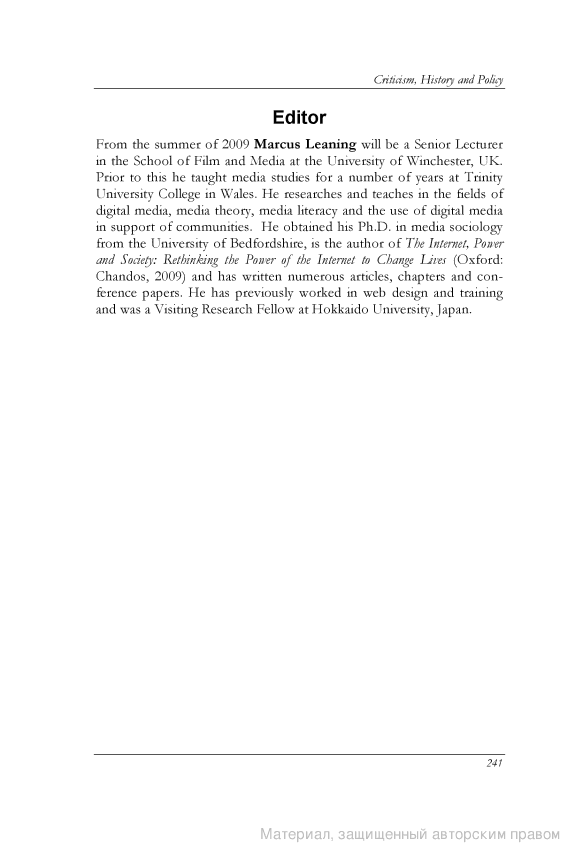 Criticism, History and Policy
Editor
From the summer of 2009 Marcus Leaning will be a Senior Lecturer
in the School of Film and Media at the University of Winchester, UK.
Prior to this he taught media studies for a number of years at Trinity
University College in Wales. He researches and teaches in the fields of
digital media, media theory, media literacy and the use of digital media
in support of communities.  He obtained his Ph.D. in media sociology
from the University of Bedfordshire, is the author of The Internet, Power
and Society: Rethinking the Power of the Internet to Change Lives (Oxford:
Chandos, 2009) and has written numerous articles, chapters and con-
ference papers. He has previously worked in web design and training
and was a Visiting Research Fellow at Hokkaido University, Japan.
241
Материал, защищенный авторским правом